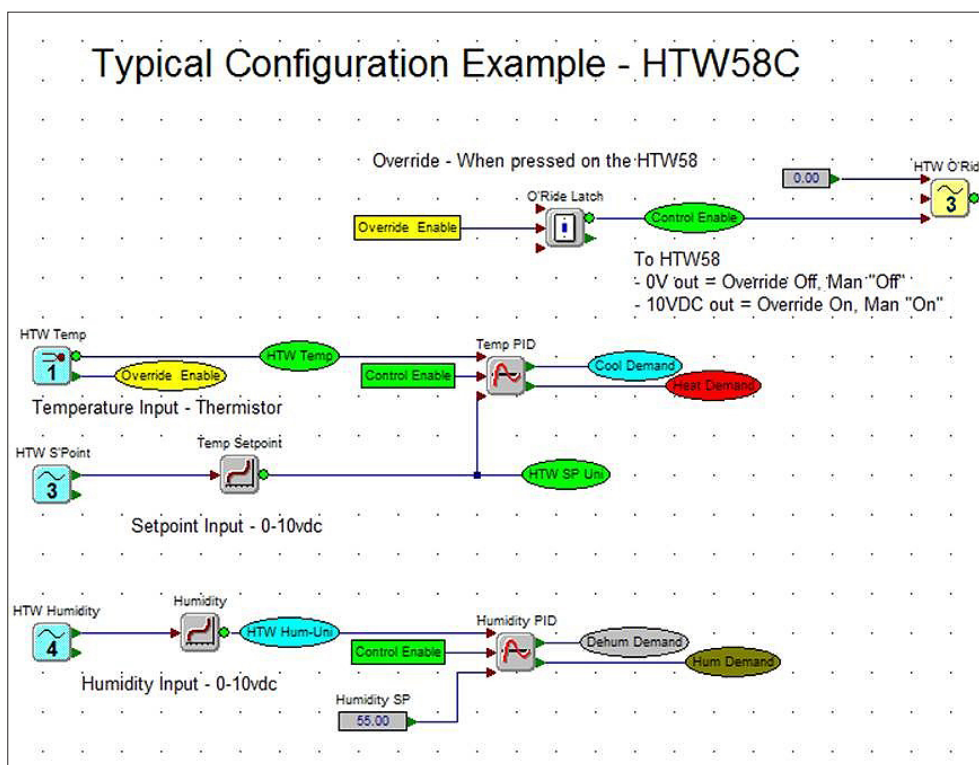 Typical Configuration Example - HTW58C
Override - When pressed on the HTW58
HTW O'Rid
0.00
3
O'Ride Latch
Override Enable
Control Enable
To HTW58
- 0V out = Override Off, Man "Off"
- 10VDC out = Override On, Man "On"
HTW Temp
1
HTW Temp
Override Enable
Temp PID
Control Enable
Cool Demand
Heat Demand
Temperature Input - Thermistor
HTW S'Point
3
Temp Setpoint
HTW SP Uni
Setpoint Input - 0-10vdc
HTW Humidity
4
Humidity
HTW Hum-Uni
Humidity PID
Control Enable
Dehum Demand
Hum Demand
Humidity Input - 0-10vdc
Humidity SP
55.00